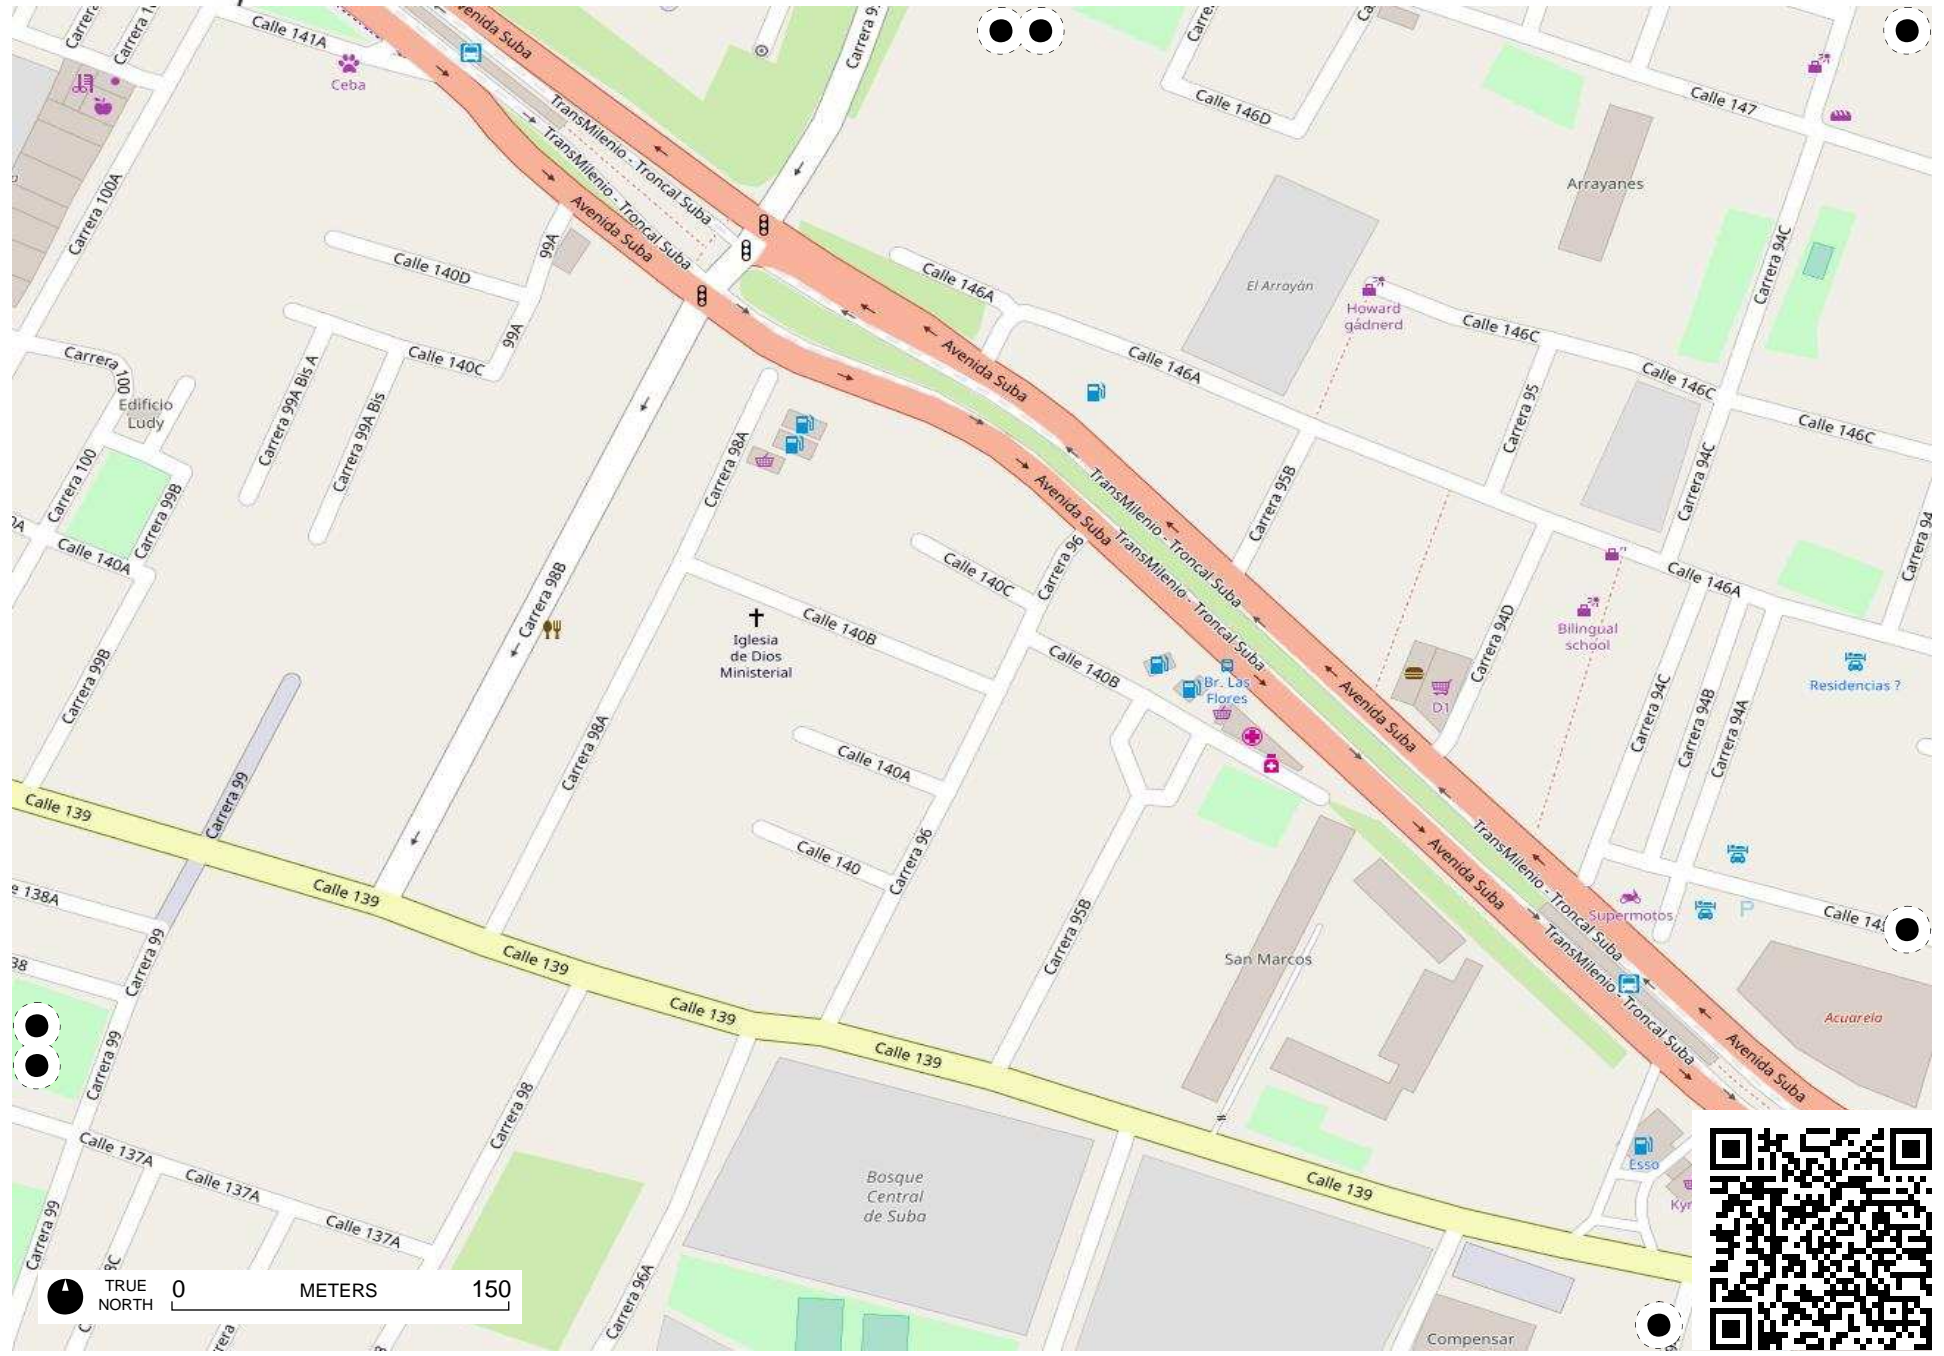 Calle 141A
Ceba
Avenida Suba
Calle 146D
Calle 147
Arrayanes
TransMilenio - Troncal Suba
TransMilenio - Troncal Suba
Avenida Suba
Carrera 100A
99A
Calle 140D
Calle 146A
El Arrayán
Howard
gádnerd
Calle 146C
Carrera 94C
99A
Calle 140C
Carrera 100
Edificio
Ludy
Carrera 99A Bis A
Carrera 99A Bis
Avenida Suba
Calle 146A
Calle 146C
Calle 146C
Carrera 95
Carrera 100
Carrera 99B
Calle 140A
Carrera 98A
Carrera 95B
Carrera 94C
Avenida Suba
TransMilenio - Troncal Suba
TransMilenio - Troncal Suba
Carrera 96
Calle 140C
Carrera 98B
Calle 146A
Carrera 94
Iglesia
de Dios
Ministerial
Calle 140B
Calle 140B
Br. Las
Flores
Carrera 94D
Bilingual
school
Residencias ?
Carrera 99B
D1
Avenida Suba
Carrera 94C
Carrera 94B
Carrera 94A
Carrera 98A
Calle 140A
Calle 139
Carrera 99
Calle 140
Carrera 96
Avenida Suba
TransMilenio - Troncal Suba
TransMilenio - Troncal Suba
Supermotos
P
138A
Calle 139
Calle 139
Carrera 99
Carrera 95B
San Marcos
Acuarela
Calle 139
Calle 139
Avenida Suba
Carrera 99
Carrera 98
Calle 137A
Calle 137A
Calle 137A
Esso
Bosque
Central
de Suba
Calle 139
Carrera 99
Carrera 96A
TRUE
NORTH
0 METERS 150
Compensar